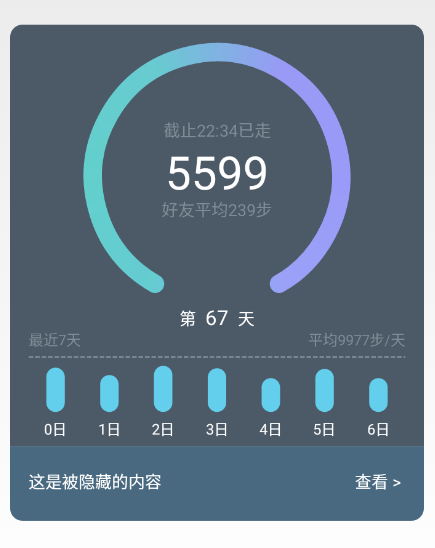 截止22:34已走
5599
好友平均239步
第 67 天
最近7天 平均9977步/天
0日 1日 2日 3日 4日 5日 6日
这是被隐藏的内容 查看 >